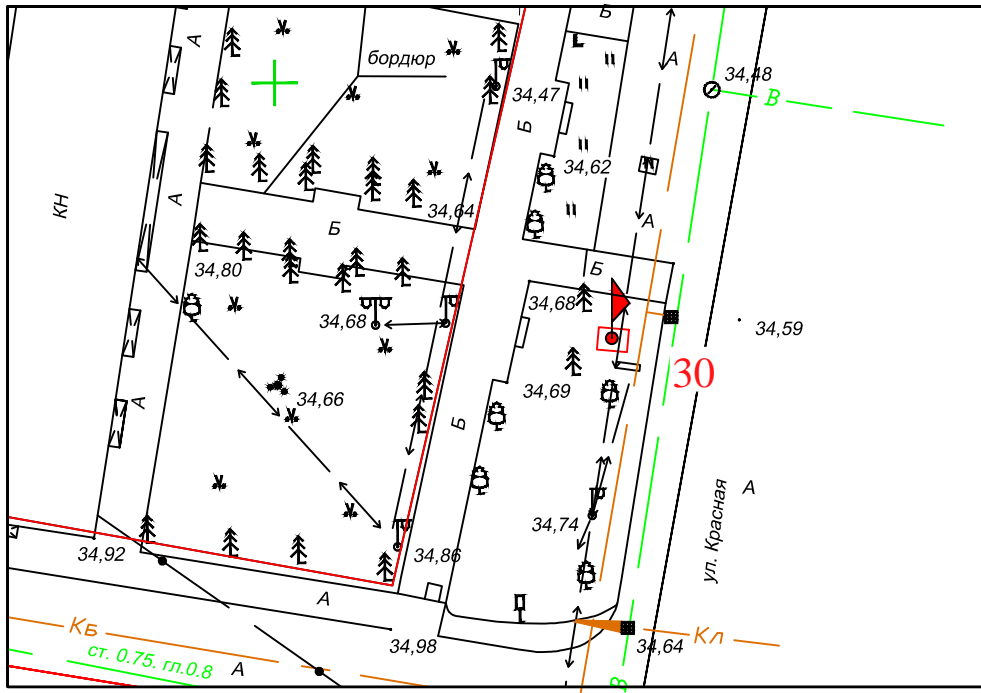 Б
А
А
бордюр
34,48
34,47
В
Б
34,62
А
КН
34,64
А
Б
Б
34,80
34,68
34,68
34,59
30
34,69
34,66
А
Б
А
ул. Красная
34,74
34,92
34,86
А
Кб
Кл
34,98
34,64
ст. 0.75. гл.0.8
А
В